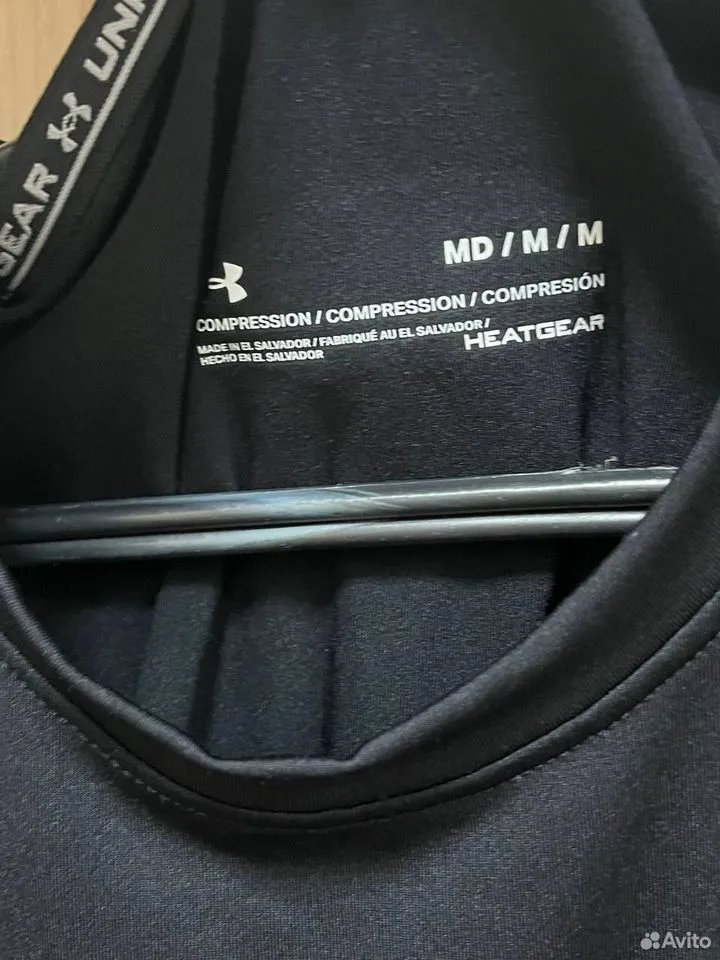 GEAR UN
MD / M / M
COMPRESSION / COMPRESSION / COMPRESIÓN
MADE IN EL SALVADOR / FABRIQUÉ AU EL SALVADOR /
HECHO EN EL SALVADOR
HEATGEAR
Avito